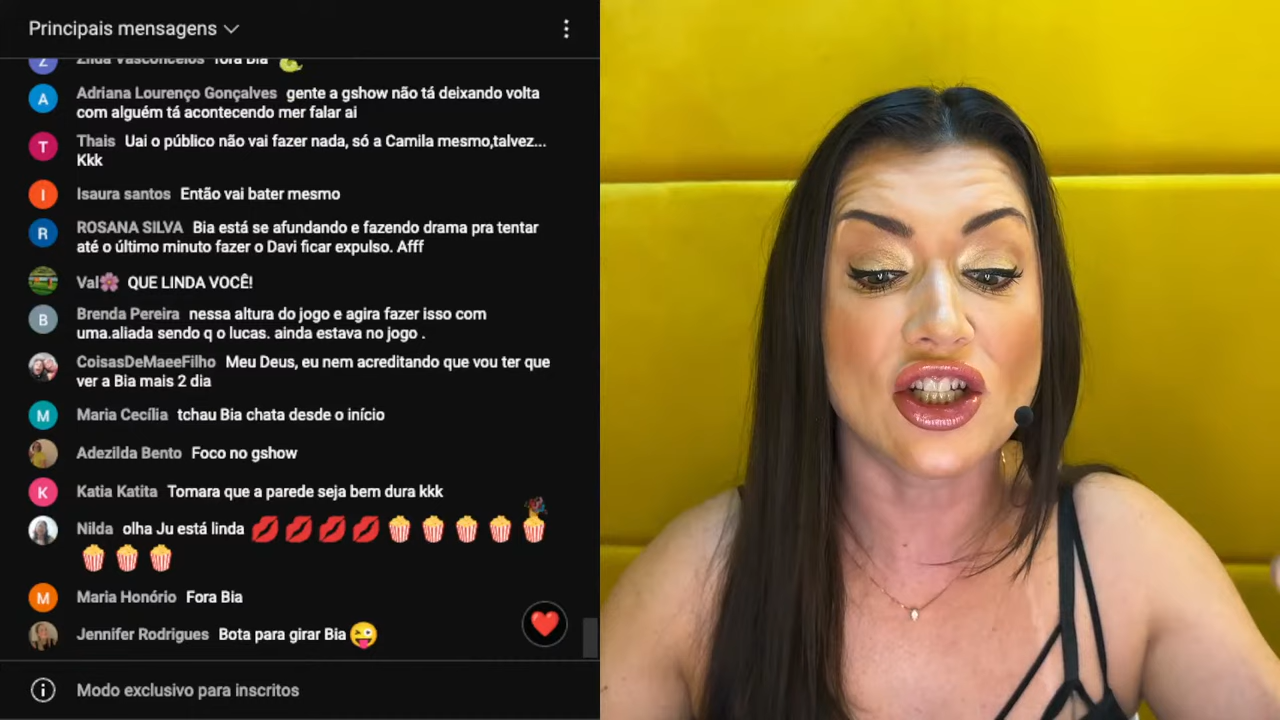 Principais mensagens
Zilda Vasconcelos fora Bia
Adriana Lourenço Gonçalves gente a gshow não tá deixando volta
com alguém tá acontecendo mer falar ai
T Thais Uai o público não vai fazer nada, só a Camila mesmo,talvez...
Kkk
I Isaura santos Então vai bater mesmo
R ROSANA SILVA Bia está se afundando e fazendo drama pra tentar
até o último minuto fazer o Davi ficar expulso. Afff
Val🌸 QUE LINDA VOCÊ!
B Brenda Pereira nessa altura do jogo e agira fazer isso com
uma.aliada sendo q o lucas. ainda estava no jogo .
CoisasDeMaeeFilho Meu Deus, eu nem acreditando que vou ter que
ver a Bia mais 2 dia
M Maria Cecília tchau Bia chata desde o início
Adezilda Bento Foco no gshow
K Katia Katita Tomara que a parede seja bem dura kkk
Nilda olha Ju está linda 💋💋💋💋🍿🍿🍿🍿🍿
🍿🍿🍿
M Maria Honório Fora Bia
Jennifer Rodrigues Bota para girar Bia😜
Modo exclusivo para inscritos